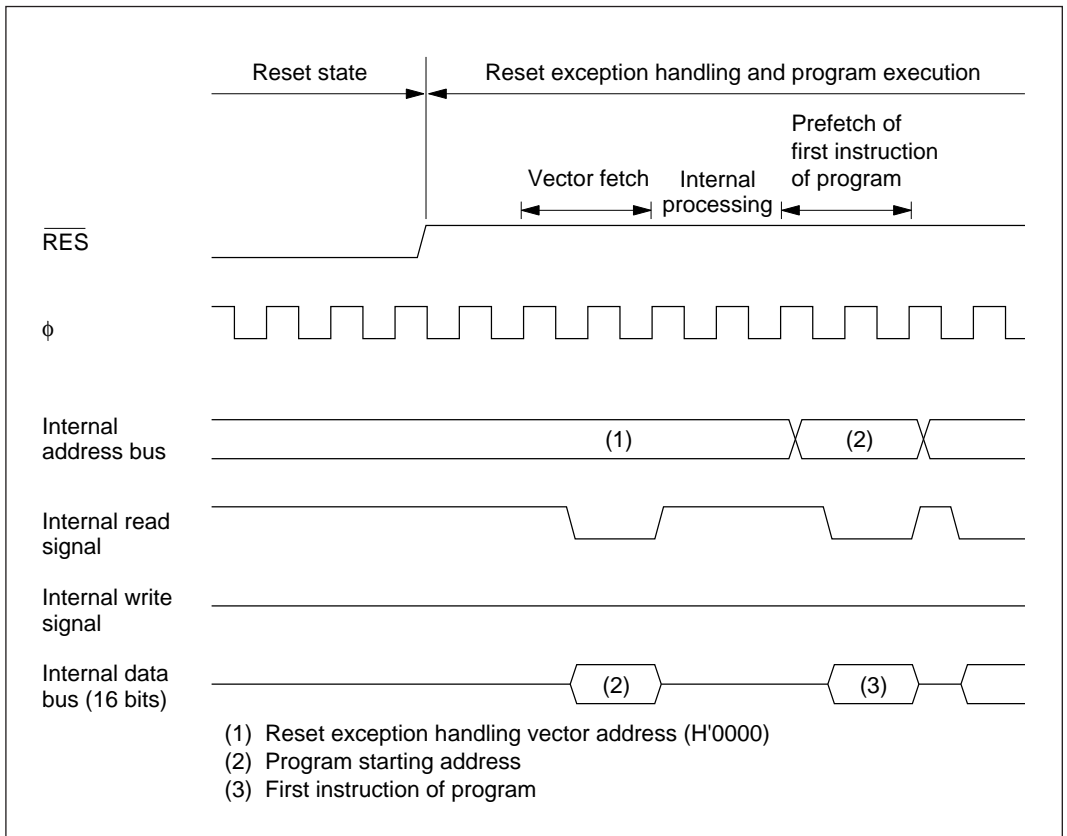 Reset state
Reset exception handling and program execution
Prefetch of
first instruction
of program
Vector fetch
Internal
processing
RES
ϕ
Internal
address bus
(1)
(2)
Internal read
signal
Internal write
signal
Internal data
bus (16 bits)
(2)
(3)
(1) Reset exception handling vector address (H'0000)
(2) Program starting address
(3) First instruction of program